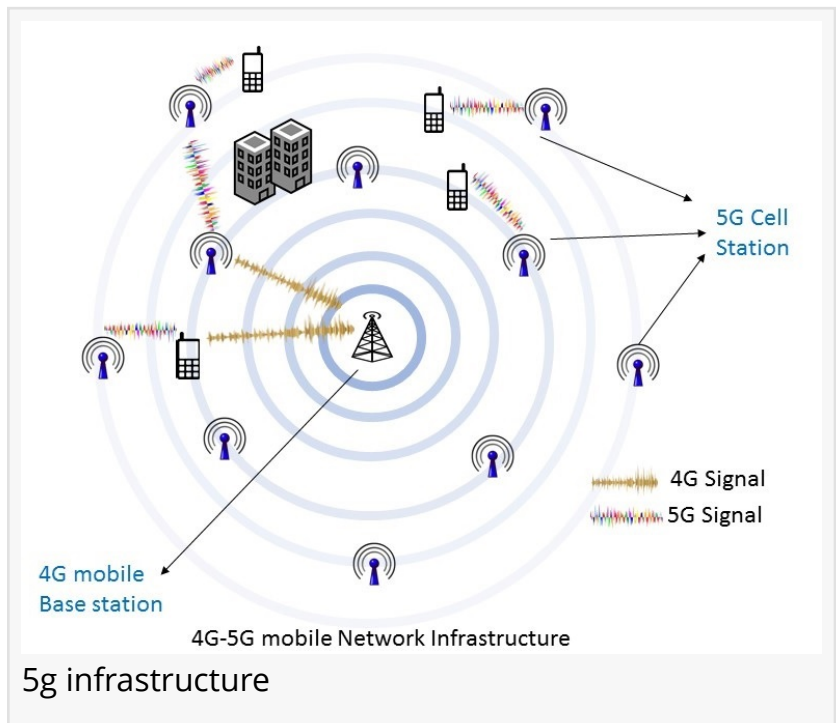 5G Cell
Station
4G Signal
5G Signal
4G mobile
Base station
4G-5G mobile Network Infrastructure
5g infrastructure